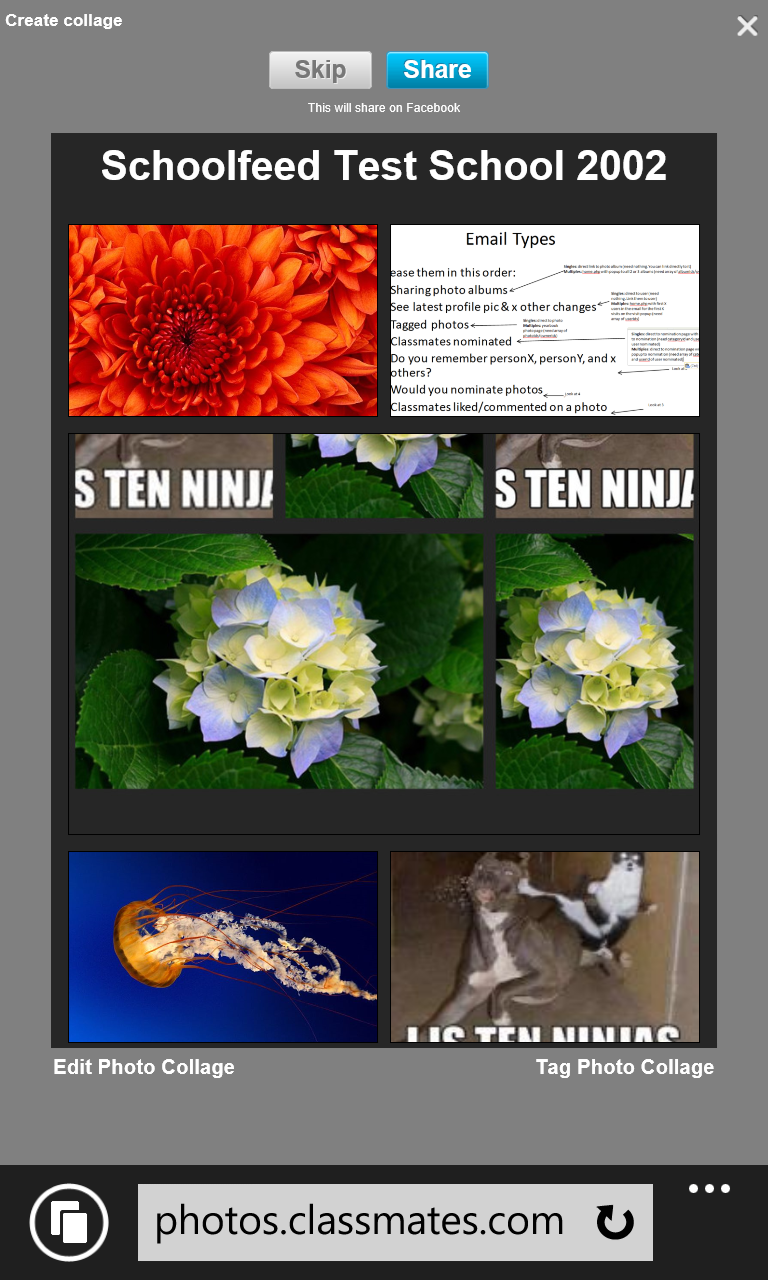 Create collage
Skip
Share
This will share on Facebook
Schoolfeed Test School 2002
Email Types
ease them in this order:
Sharing photo albums
See latest profile pic & x other changes
Tagged photos
Classmates nominated
Do you remember personX, personY, and x
others?
Would you nominate photos
Classmates liked/commented on a photo
S TEN NINJA
S TEN NINJA
LIS TEN NINJAS
Edit Photo Collage
Tag Photo Collage
photos.classmates.com